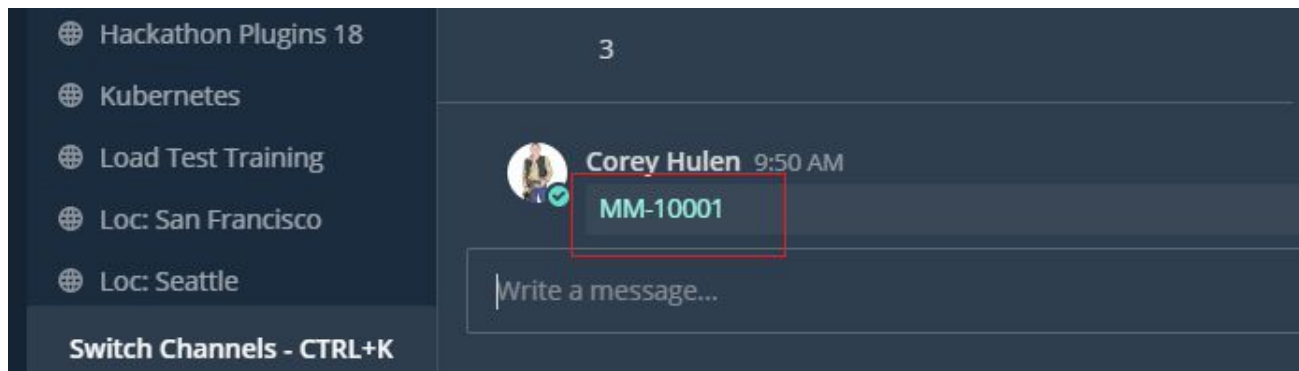 Hackathon Plugins 18
Kubernetes
Load Test Training
Loc: San Francisco
Loc: Seattle
Switch Channels - CTRL+K
3
Corey Hulen 9:50 AM
MM-10001
Write a message...